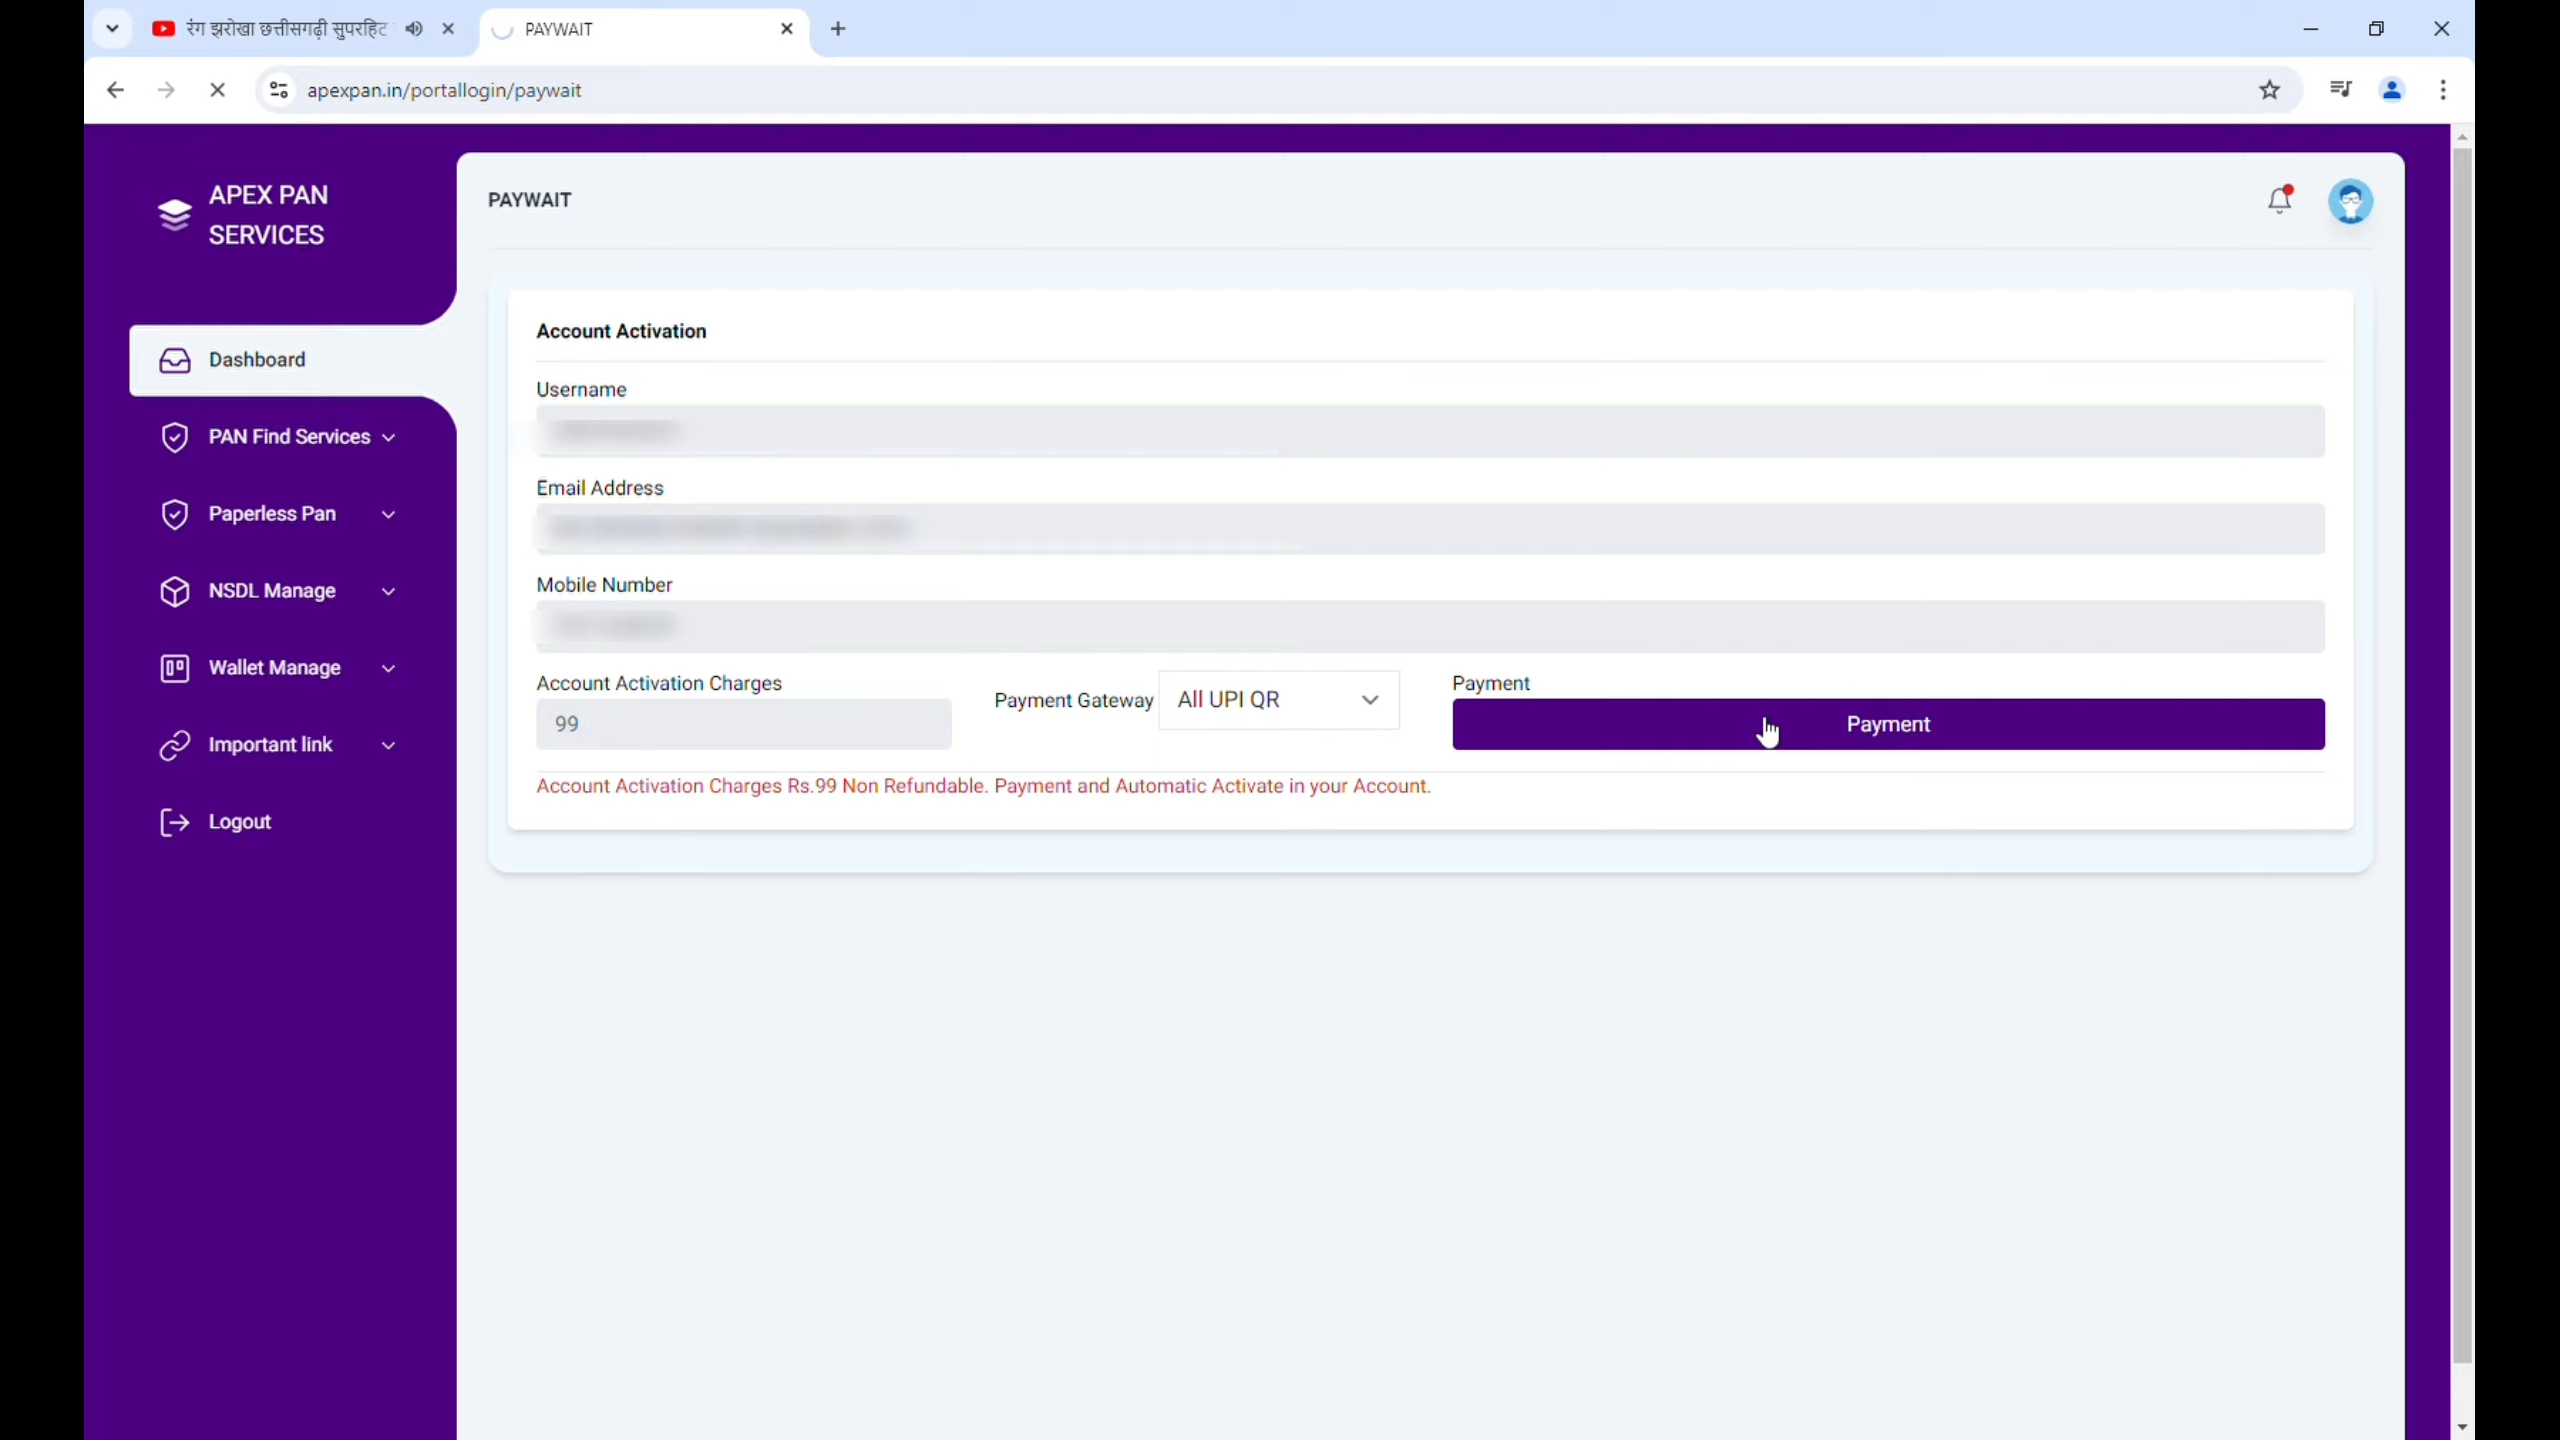 रंग झरोखा छत्तीसगढ़ी सुपरहिट
PAYWAIT
apexpan.in/portallogin/paywait
APEX PAN
SERVICES
PAYWAIT
Dashboard
PAN Find Services
Paperless Pan
NSDL Manage
Wallet Manage
Important link
Logout
Account Activation
Username
Email Address
Mobile Number
Account Activation Charges
99
Payment Gateway
All UPI QR
Payment
Payment
Account Activation Charges Rs.99 Non Refundable. Payment and Automatic Activate in your Account.